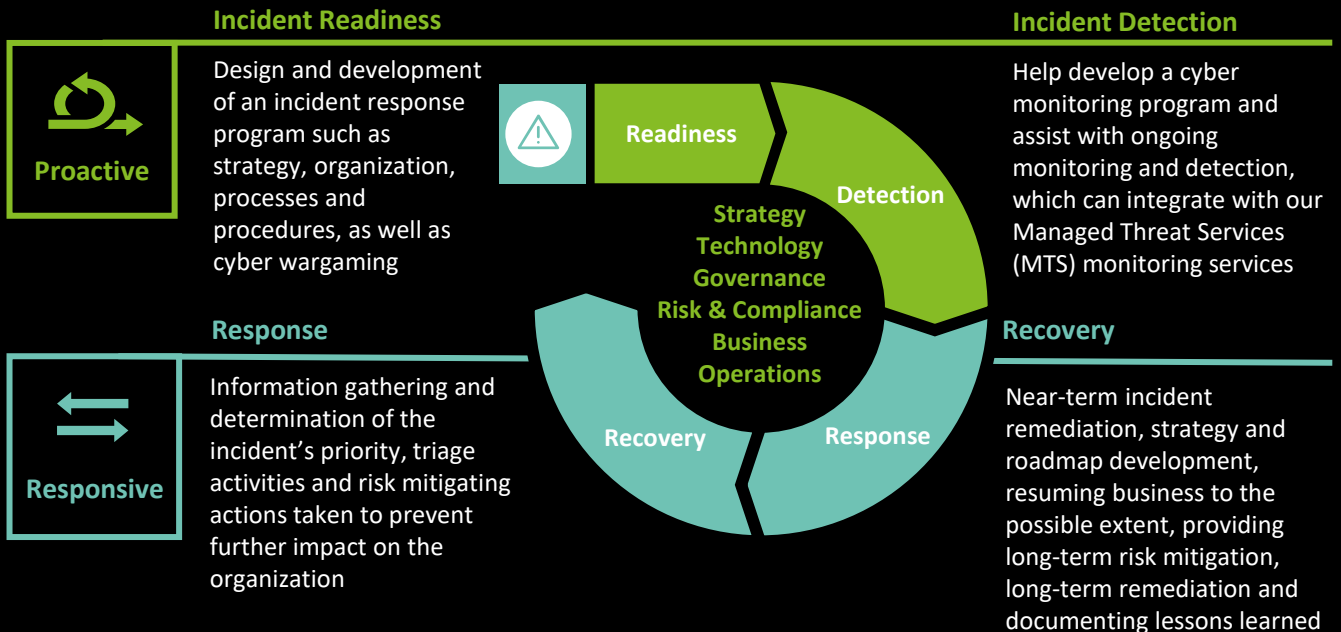 Incident Readiness
Proactive
Design and development
of an incident response
program such as
strategy, organization,
processes and
procedures, as well as
cyber wargaming
Readiness
Detection
Strategy
Technology
Governance
Risk & Compliance
Business
Operations
Recovery
Response
Incident Detection
Help develop a cyber
monitoring program and
assist with ongoing
monitoring and detection,
which can integrate with our
Managed Threat Services
(MTS) monitoring services
Response
Responsive
Information gathering and
determination of the
incident’s priority, triage
activities and risk mitigating
actions taken to prevent
further impact on the
organization
Recovery
Near-term incident
remediation, strategy and
roadmap development,
resuming business to the
possible extent, providing
long-term risk mitigation,
long-term remediation and
documenting lessons learned